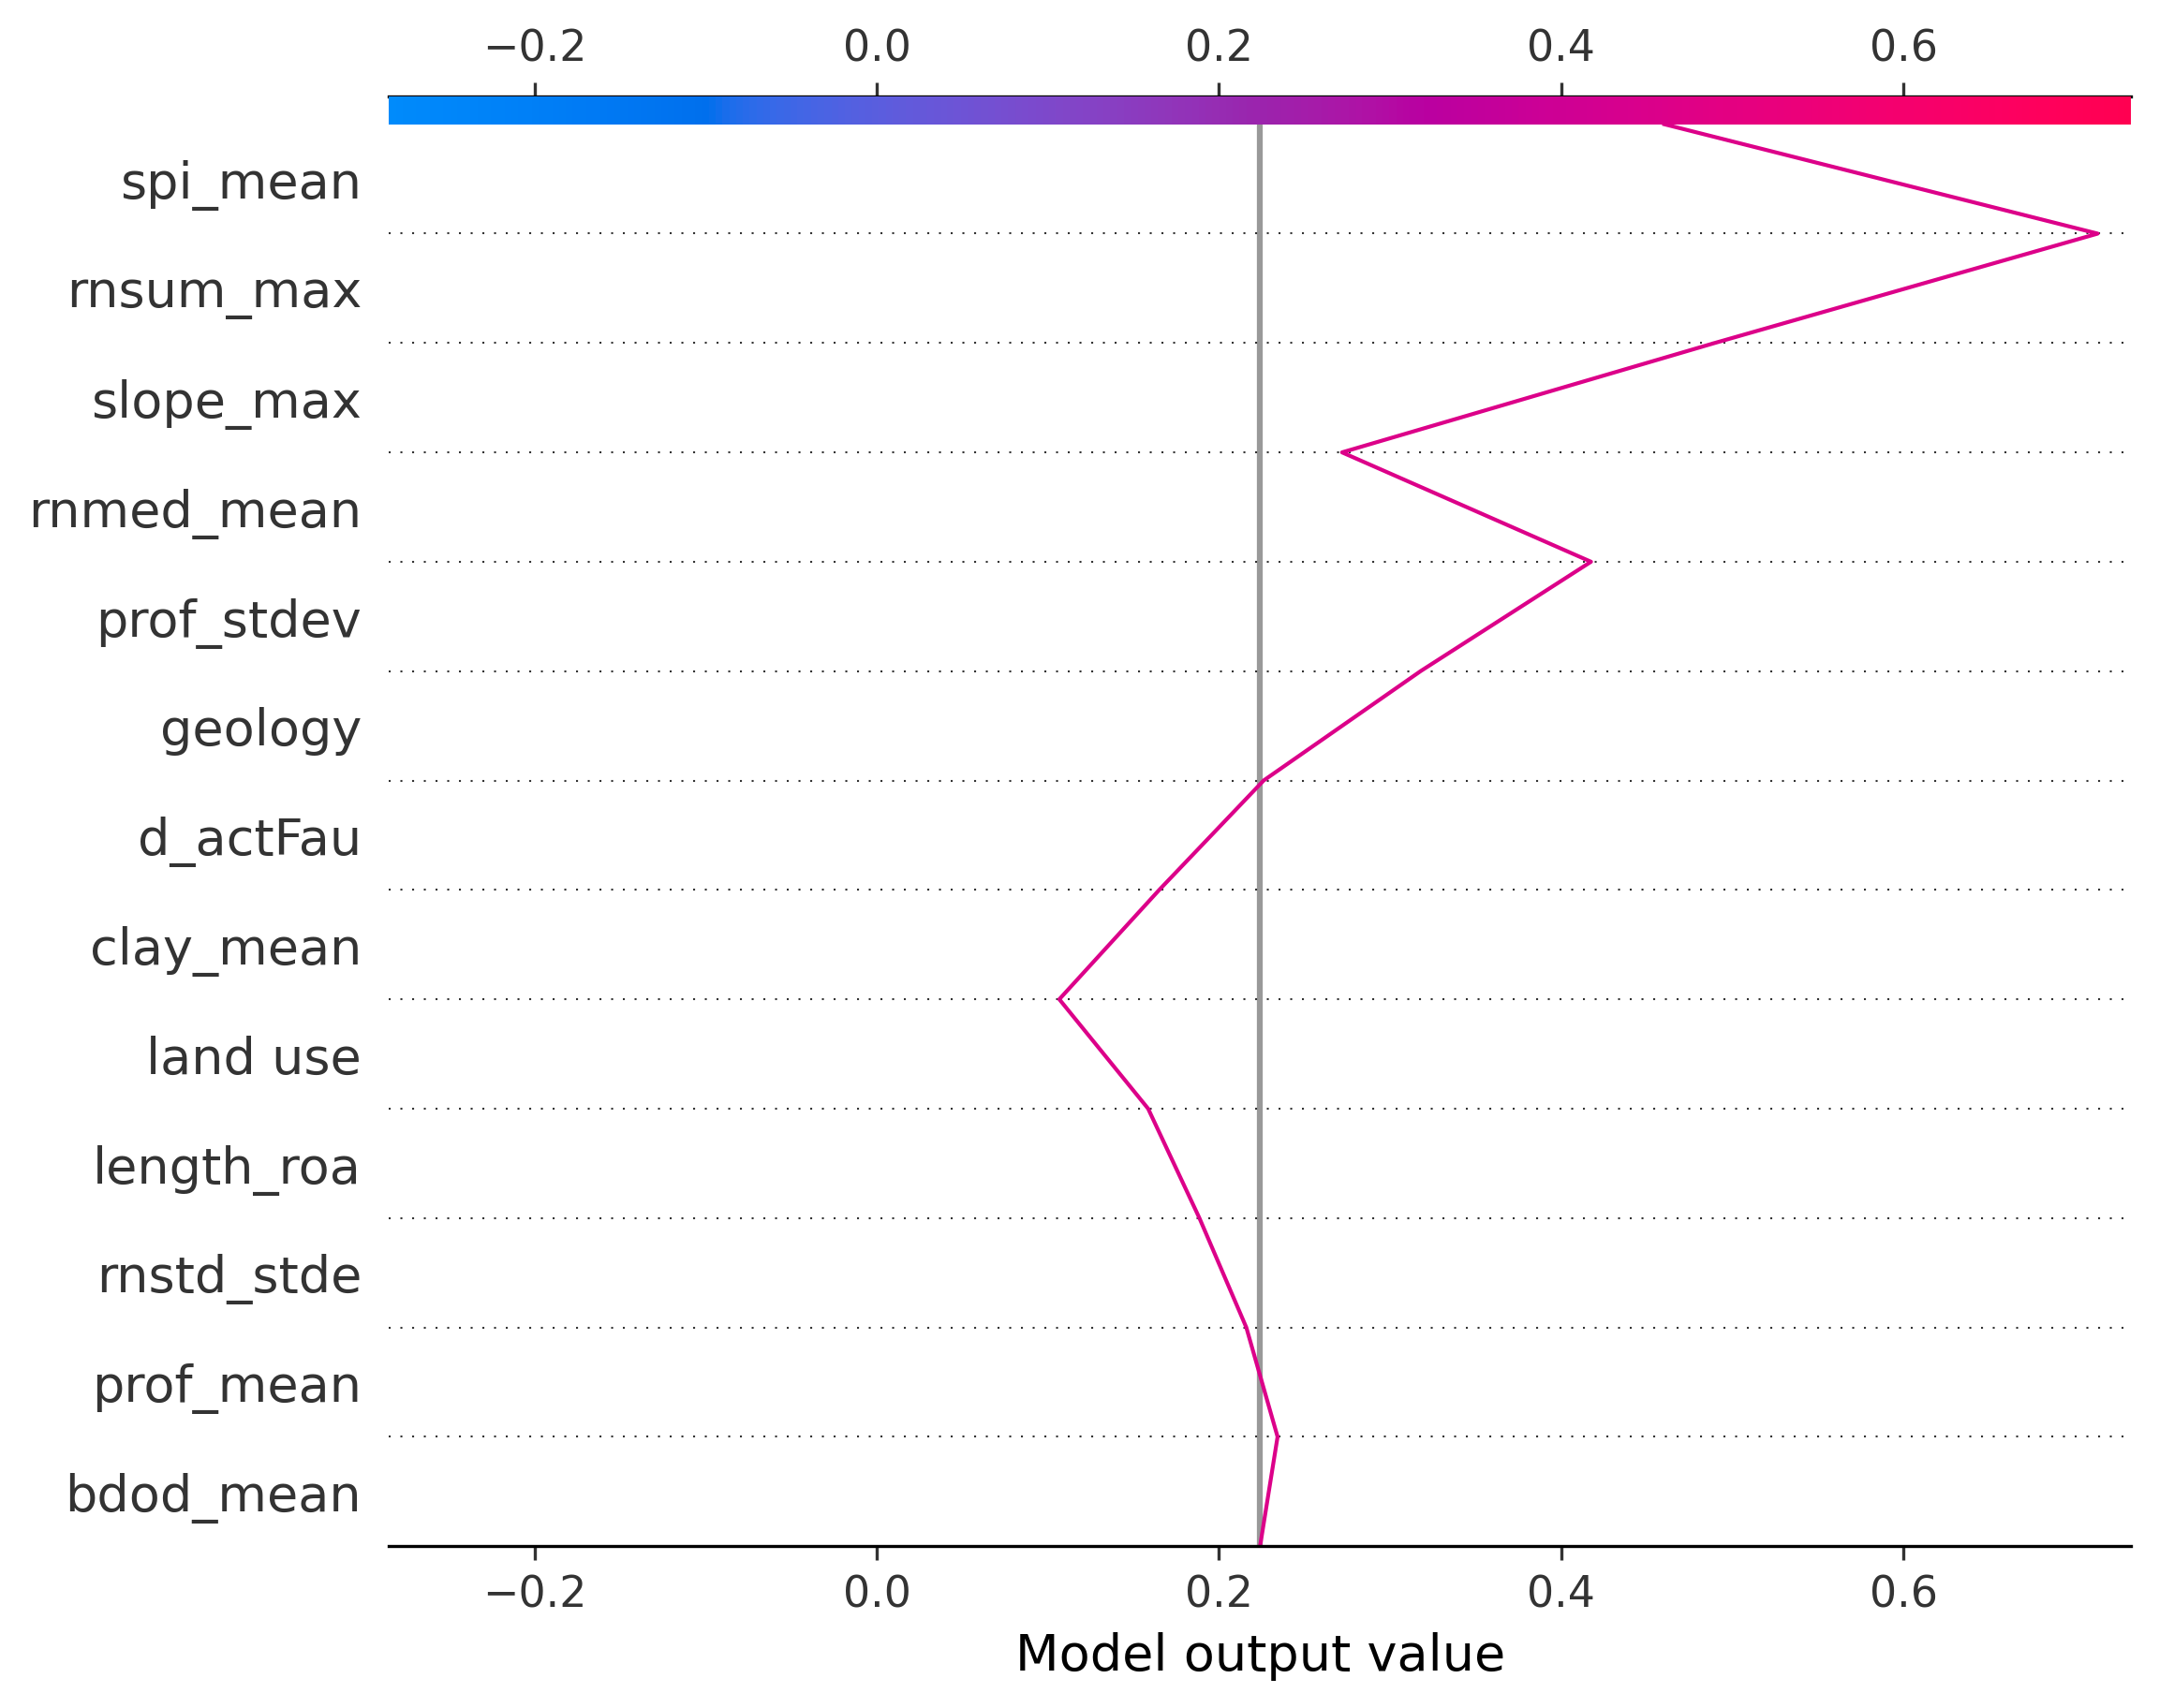 −0.2 0.0 0.2 0.4 0.6
spi_mean
rnsum_max
slope_max
rnmed_mean
prof_stdev
geology
d_actFau
clay_mean
land use
length_roa
rnstd_stde
prof_mean
bdod_mean
−0.2 0.0 0.2 0.4 0.6
Model output value